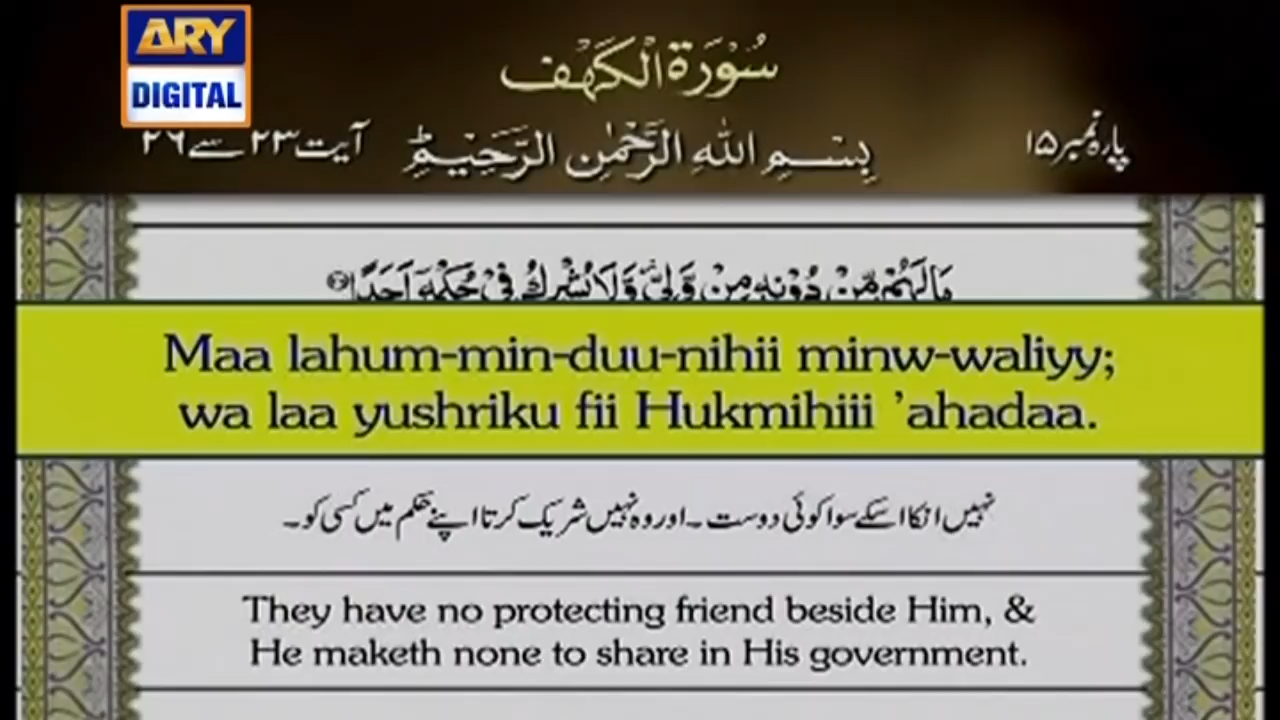 ARY
DIGITAL
سُوْرَةُ الْكَهْف
پارہ نمبر ۱۵
بِسْمِ اللهِ الرَّحْمٰنِ الرَّحِيْمِ
آیت ۲۳ سے ۲۶
مَا لَهُمْ مِّنْ دُوْنِهٖ مِنْ وَّلِيٍّ وَّلَا يُشْرِكُ فِيْ حُكْمِهٖۤ اَحَدًا
Maa lahum-min-duu-nihii minw-waliyy;
wa laa yushriku fii Hukmihiii 'ahadaa.
نہیں انکا اسکے سوا کوئی دوست ۔ اور وہ نہیں شریک کرتا اپنے حکم میں کسی کو ۔
They have no protecting friend beside Him, &
He maketh none to share in His government.